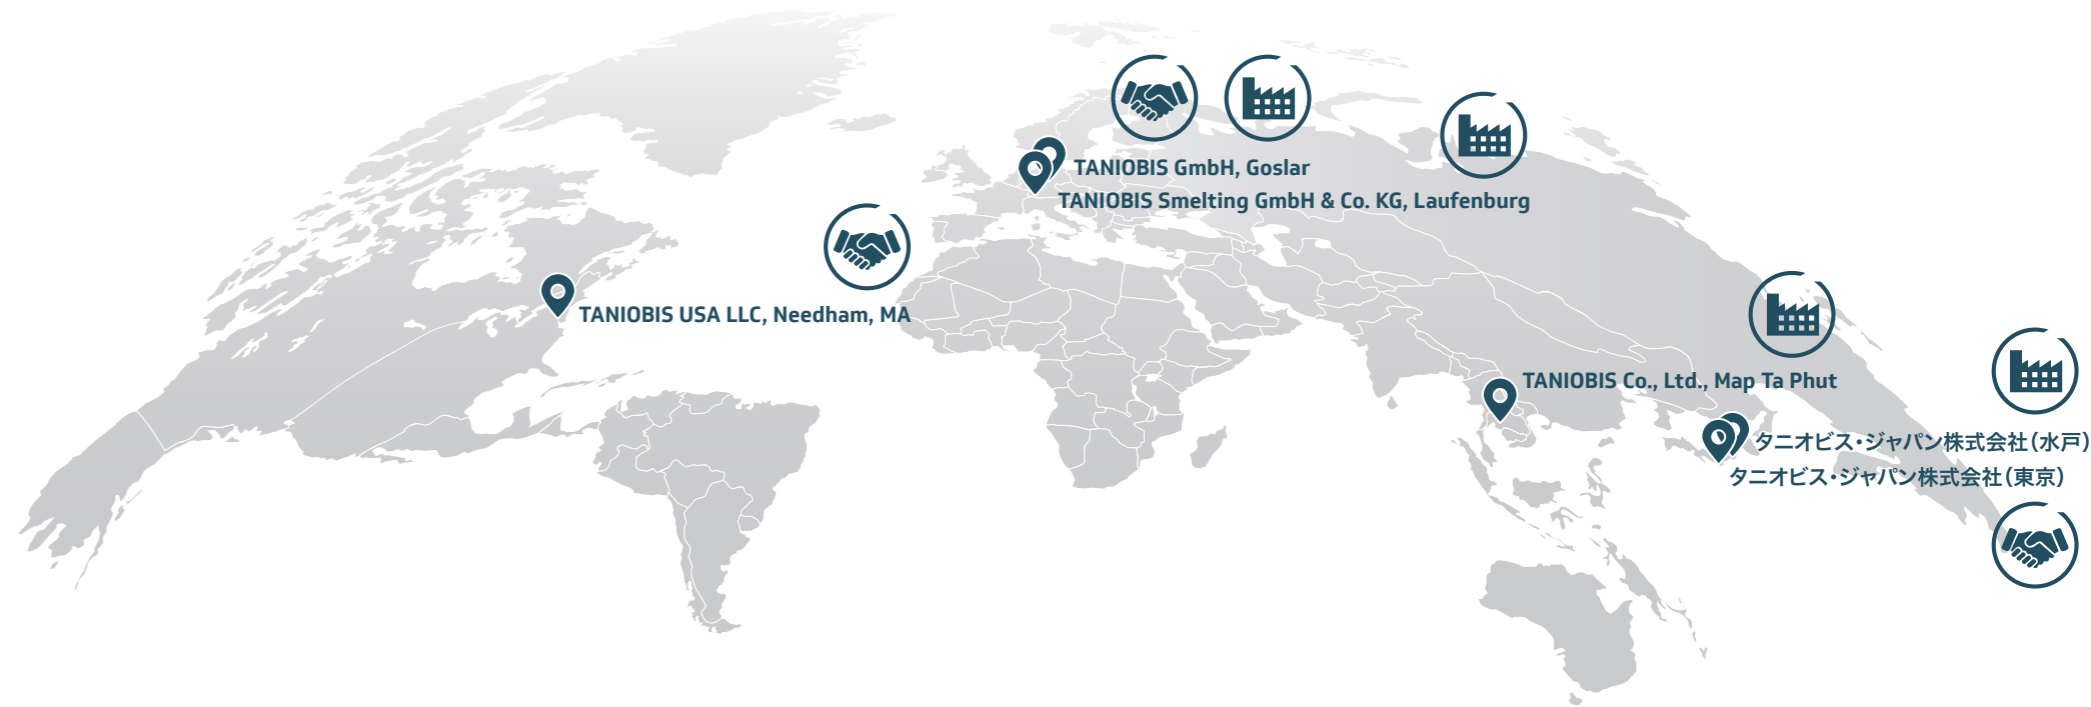 TANIOBIS GmbH, Goslar
TANIOBIS Smelting GmbH & Co. KG, Laufenburg
TANIOBIS USA LLC, Needham, MA
TANIOBIS Co., Ltd., Map Ta Phut
タニオビス・ジャパン株式会社（水戸）
タニオビス・ジャパン株式会社（東京）